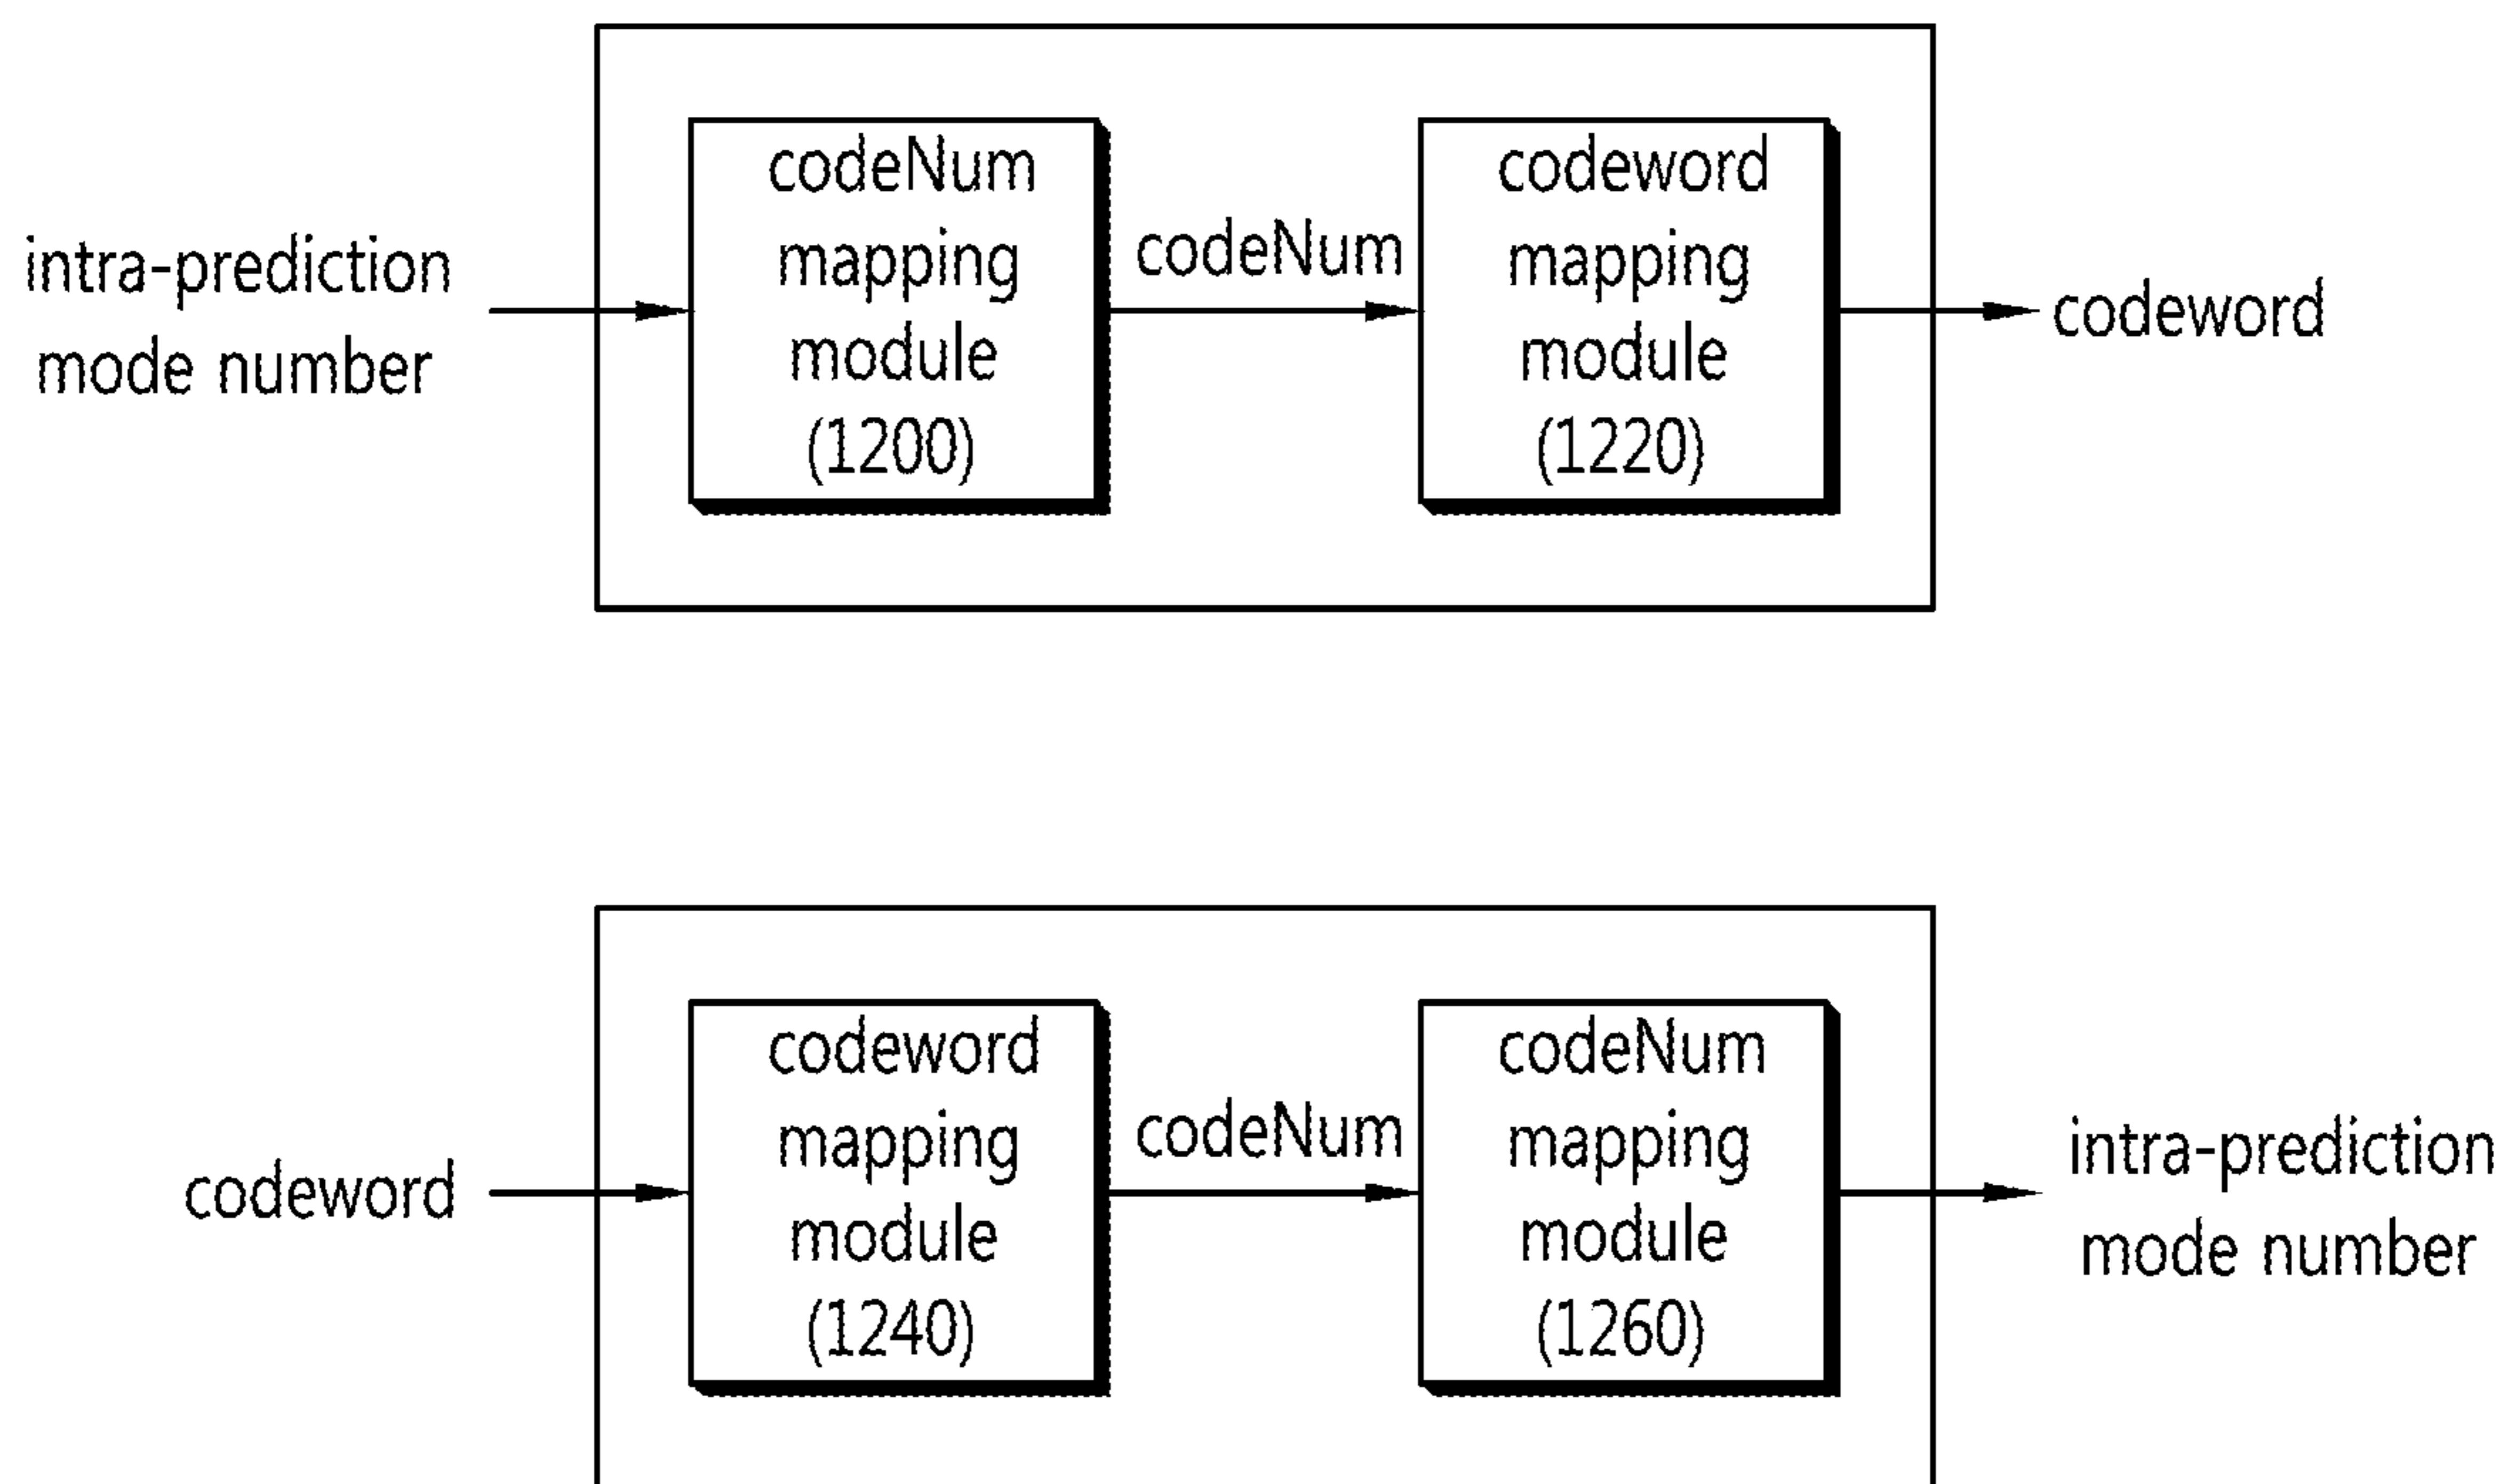 intra-prediction
mode number
codeNum
mapping
module
(1200)
codeNum
codeword
mapping
module
(1220)
codeword
codeword
codeword
mapping
module
(1240)
codeNum
codeNum
mapping
module
(1260)
intra-prediction
mode number